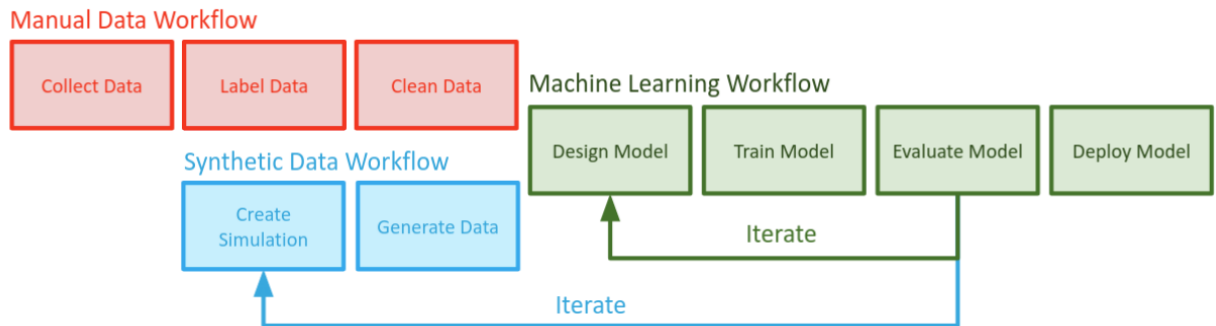 Manual Data Workflow
Collect Data
Label Data
Clean Data
Machine Learning Workflow
Design Model
Train Model
Evaluate Model
Deploy Model
Synthetic Data Workflow
Create
Simulation
Generate Data
Iterate
Iterate